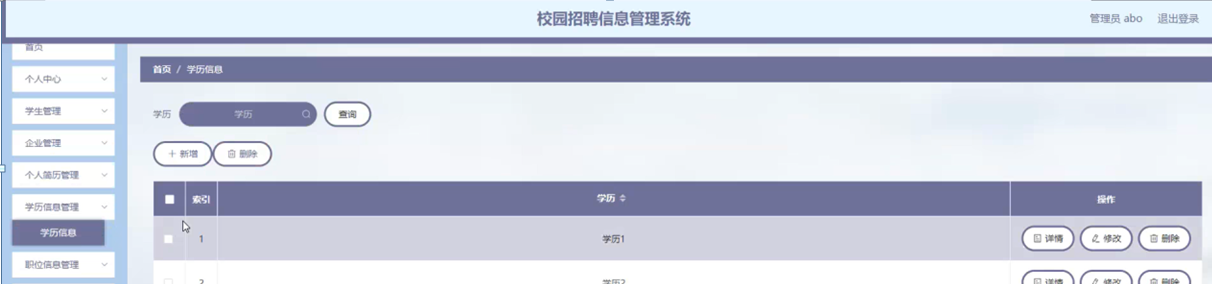 校园招聘信息管理系统
管理员 abo 退出登录
首页
个人中心
学生管理
企业管理
个人简历管理
学历信息管理
学历信息
职位信息管理
首页 / 学历信息
学历 学历 查询
新增 删除
索引 学历 操作
1 学历1 详情 修改 删除
2 学历2 详情 修改 删除